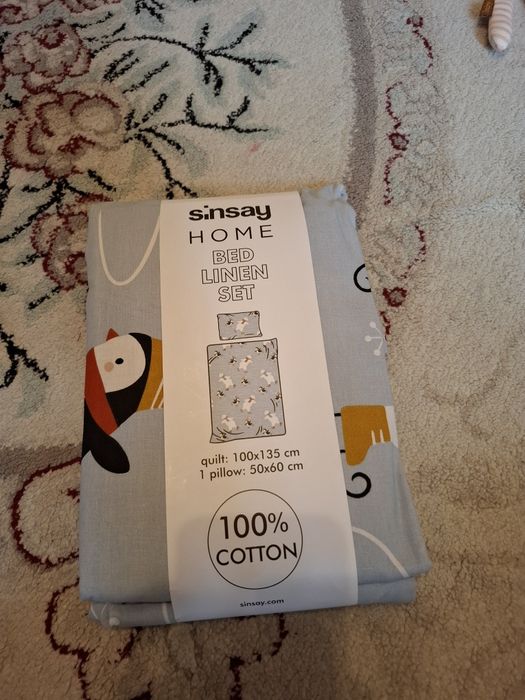 sinsay
HOME
BED
LINEN
SET
quilt: 100x135 cm
1 pillow: 50x60 cm
100%
COTTON
sinsay.com